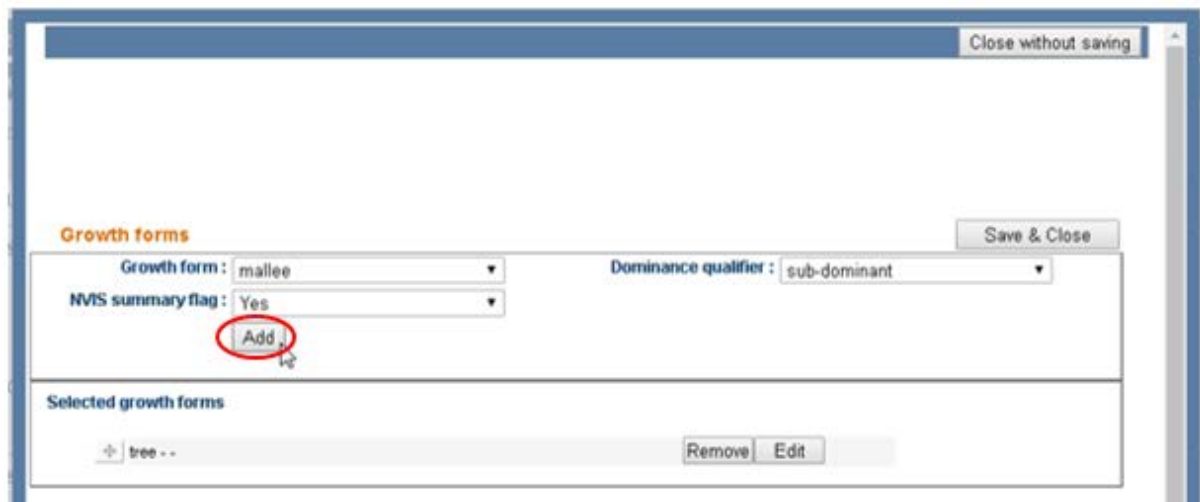 Close without saving
Growth forms
Save & Close
Growth form : mallee
Dominance qualifier : sub-dominant
NVIS summary flag : Yes
Add
Selected growth forms
tree - -
Remove
Edit